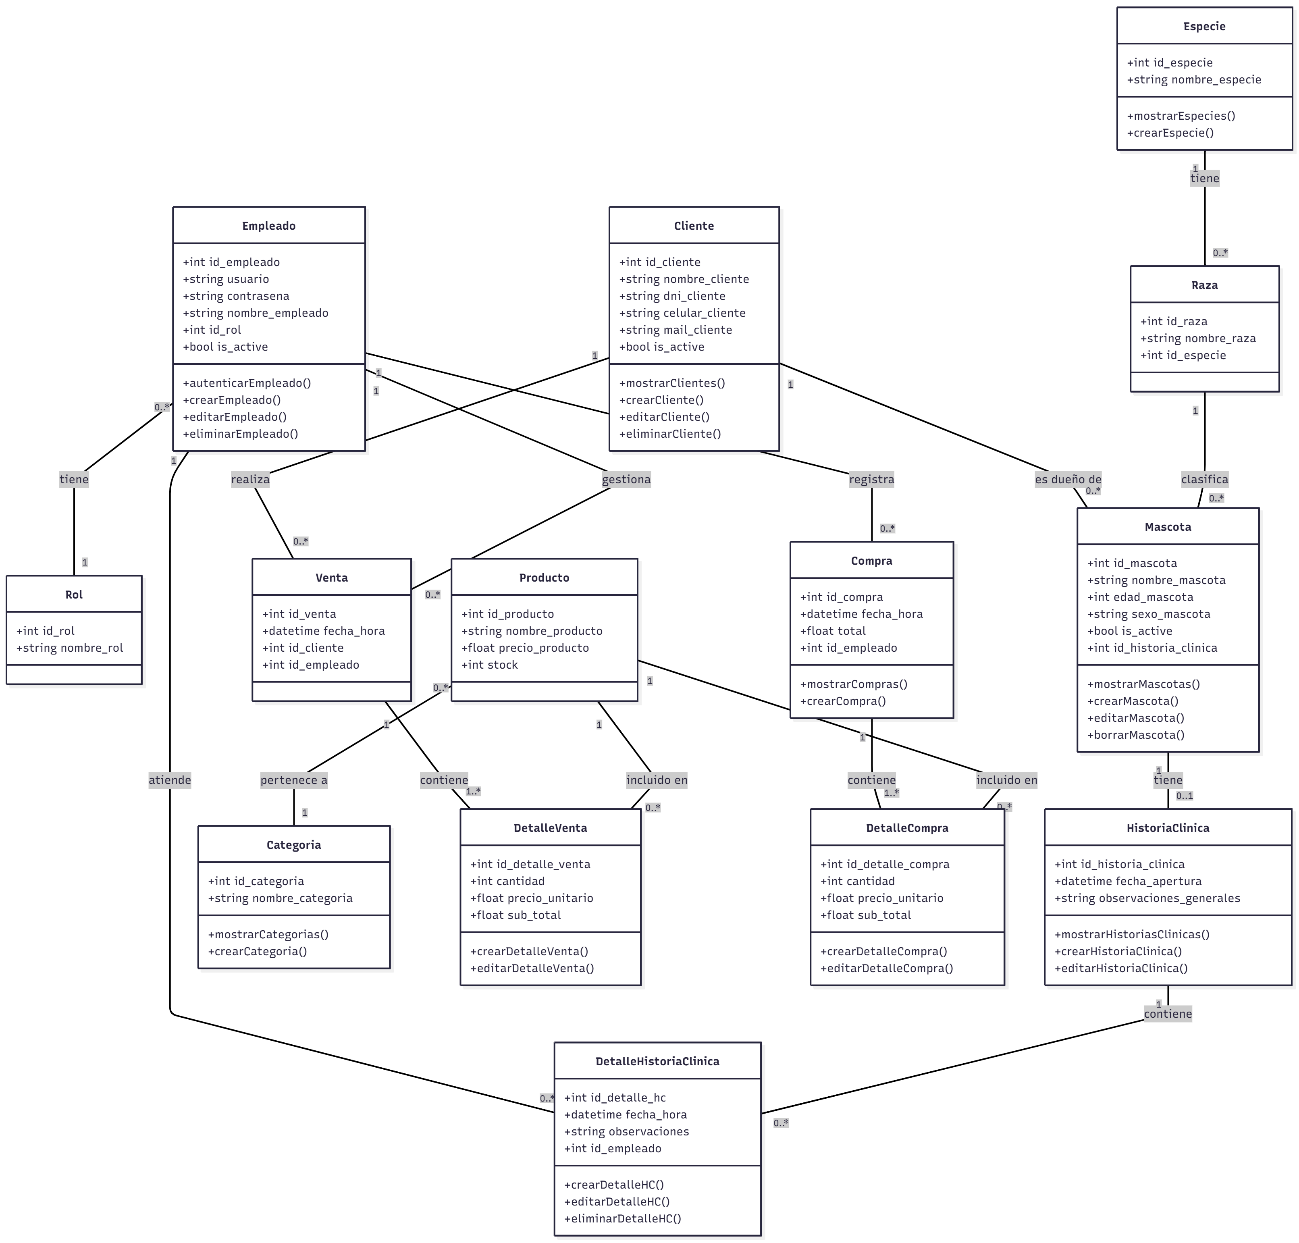 Especie
+int id_especie
+string nombre_especie
+mostrarEspecies()
+crearEspecie()
1
tiene
0..*
Empleado
+int id_empleado
+string usuario
+string contrasena
+string nombre_empleado
+int id_rol
+bool is_active
+autenticarEmpleado()
+crearEmpleado()
+editarEmpleado()
+eliminarEmpleado()
Cliente
+int id_cliente
+string nombre_cliente
+string dni_cliente
+string celular_cliente
+string mail_cliente
+bool is_active
+mostrarClientes()
+crearCliente()
+editarCliente()
+eliminarCliente()
Raza
+int id_raza
+string nombre_raza
+int id_especie
1
1
1
1
1
0..*
1
tiene
realiza
gestiona
registra
es dueño de
0..*
clasifica
0..*
1
0..*
0..*
0..*
Rol
+int id_rol
+string nombre_rol
Venta
+int id_venta
+datetime fecha_hora
+int id_cliente
+int id_empleado
Producto
+int id_producto
+string nombre_producto
+float precio_producto
+int stock
Compra
+int id_compra
+datetime fecha_hora
+float total
+int id_empleado
+mostrarCompras()
+crearCompra()
Mascota
+int id_mascota
+string nombre_mascota
+int edad_mascota
+string sexo_mascota
+bool is_active
+int id_historia_clinica
+mostrarMascotas()
+crearMascota()
+editarMascota()
+borrarMascota()
0..*
1
1
1
1
1
atiende
pertenece a
contiene
incluido en
contiene
incluido en
tiene
1
1..*
0..*
1..*
0..*
0..1
Categoria
+int id_categoria
+string nombre_categoria
+mostrarCategorias()
+crearCategoria()
DetalleVenta
+int id_detalle_venta
+int cantidad
+float precio_unitario
+float sub_total
+crearDetalleVenta()
+editarDetalleVenta()
DetalleCompra
+int id_detalle_compra
+int cantidad
+float precio_unitario
+float sub_total
+crearDetalleCompra()
+editarDetalleCompra()
HistoriaClinica
+int id_historia_clinica
+datetime fecha_apertura
+string observaciones_generales
+mostrarHistoriasClinicas()
+crearHistoriaClinica()
+editarHistoriaClinica()
1
contiene
0..*
0..*
DetalleHistoriaClinica
+int id_detalle_hc
+datetime fecha_hora
+string observaciones
+int id_empleado
+crearDetalleHC()
+editarDetalleHC()
+eliminarDetalleHC()